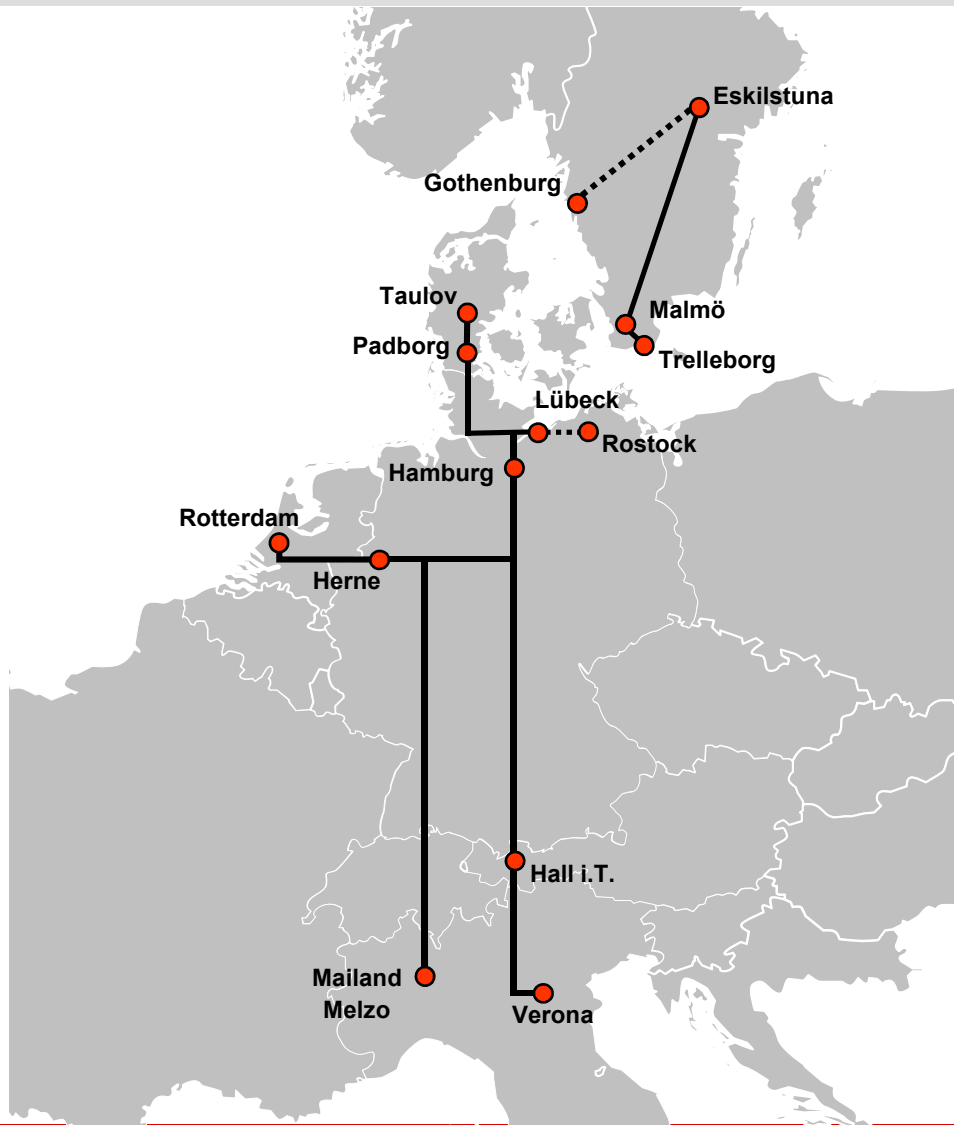 Eskilstuna
Gothenburg
Taulov
Malmö
Padborg
Trelleborg
Lübeck
Rostock
Hamburg
Rotterdam
Herne
Hall i.T.
Mailand
Melzo
Verona